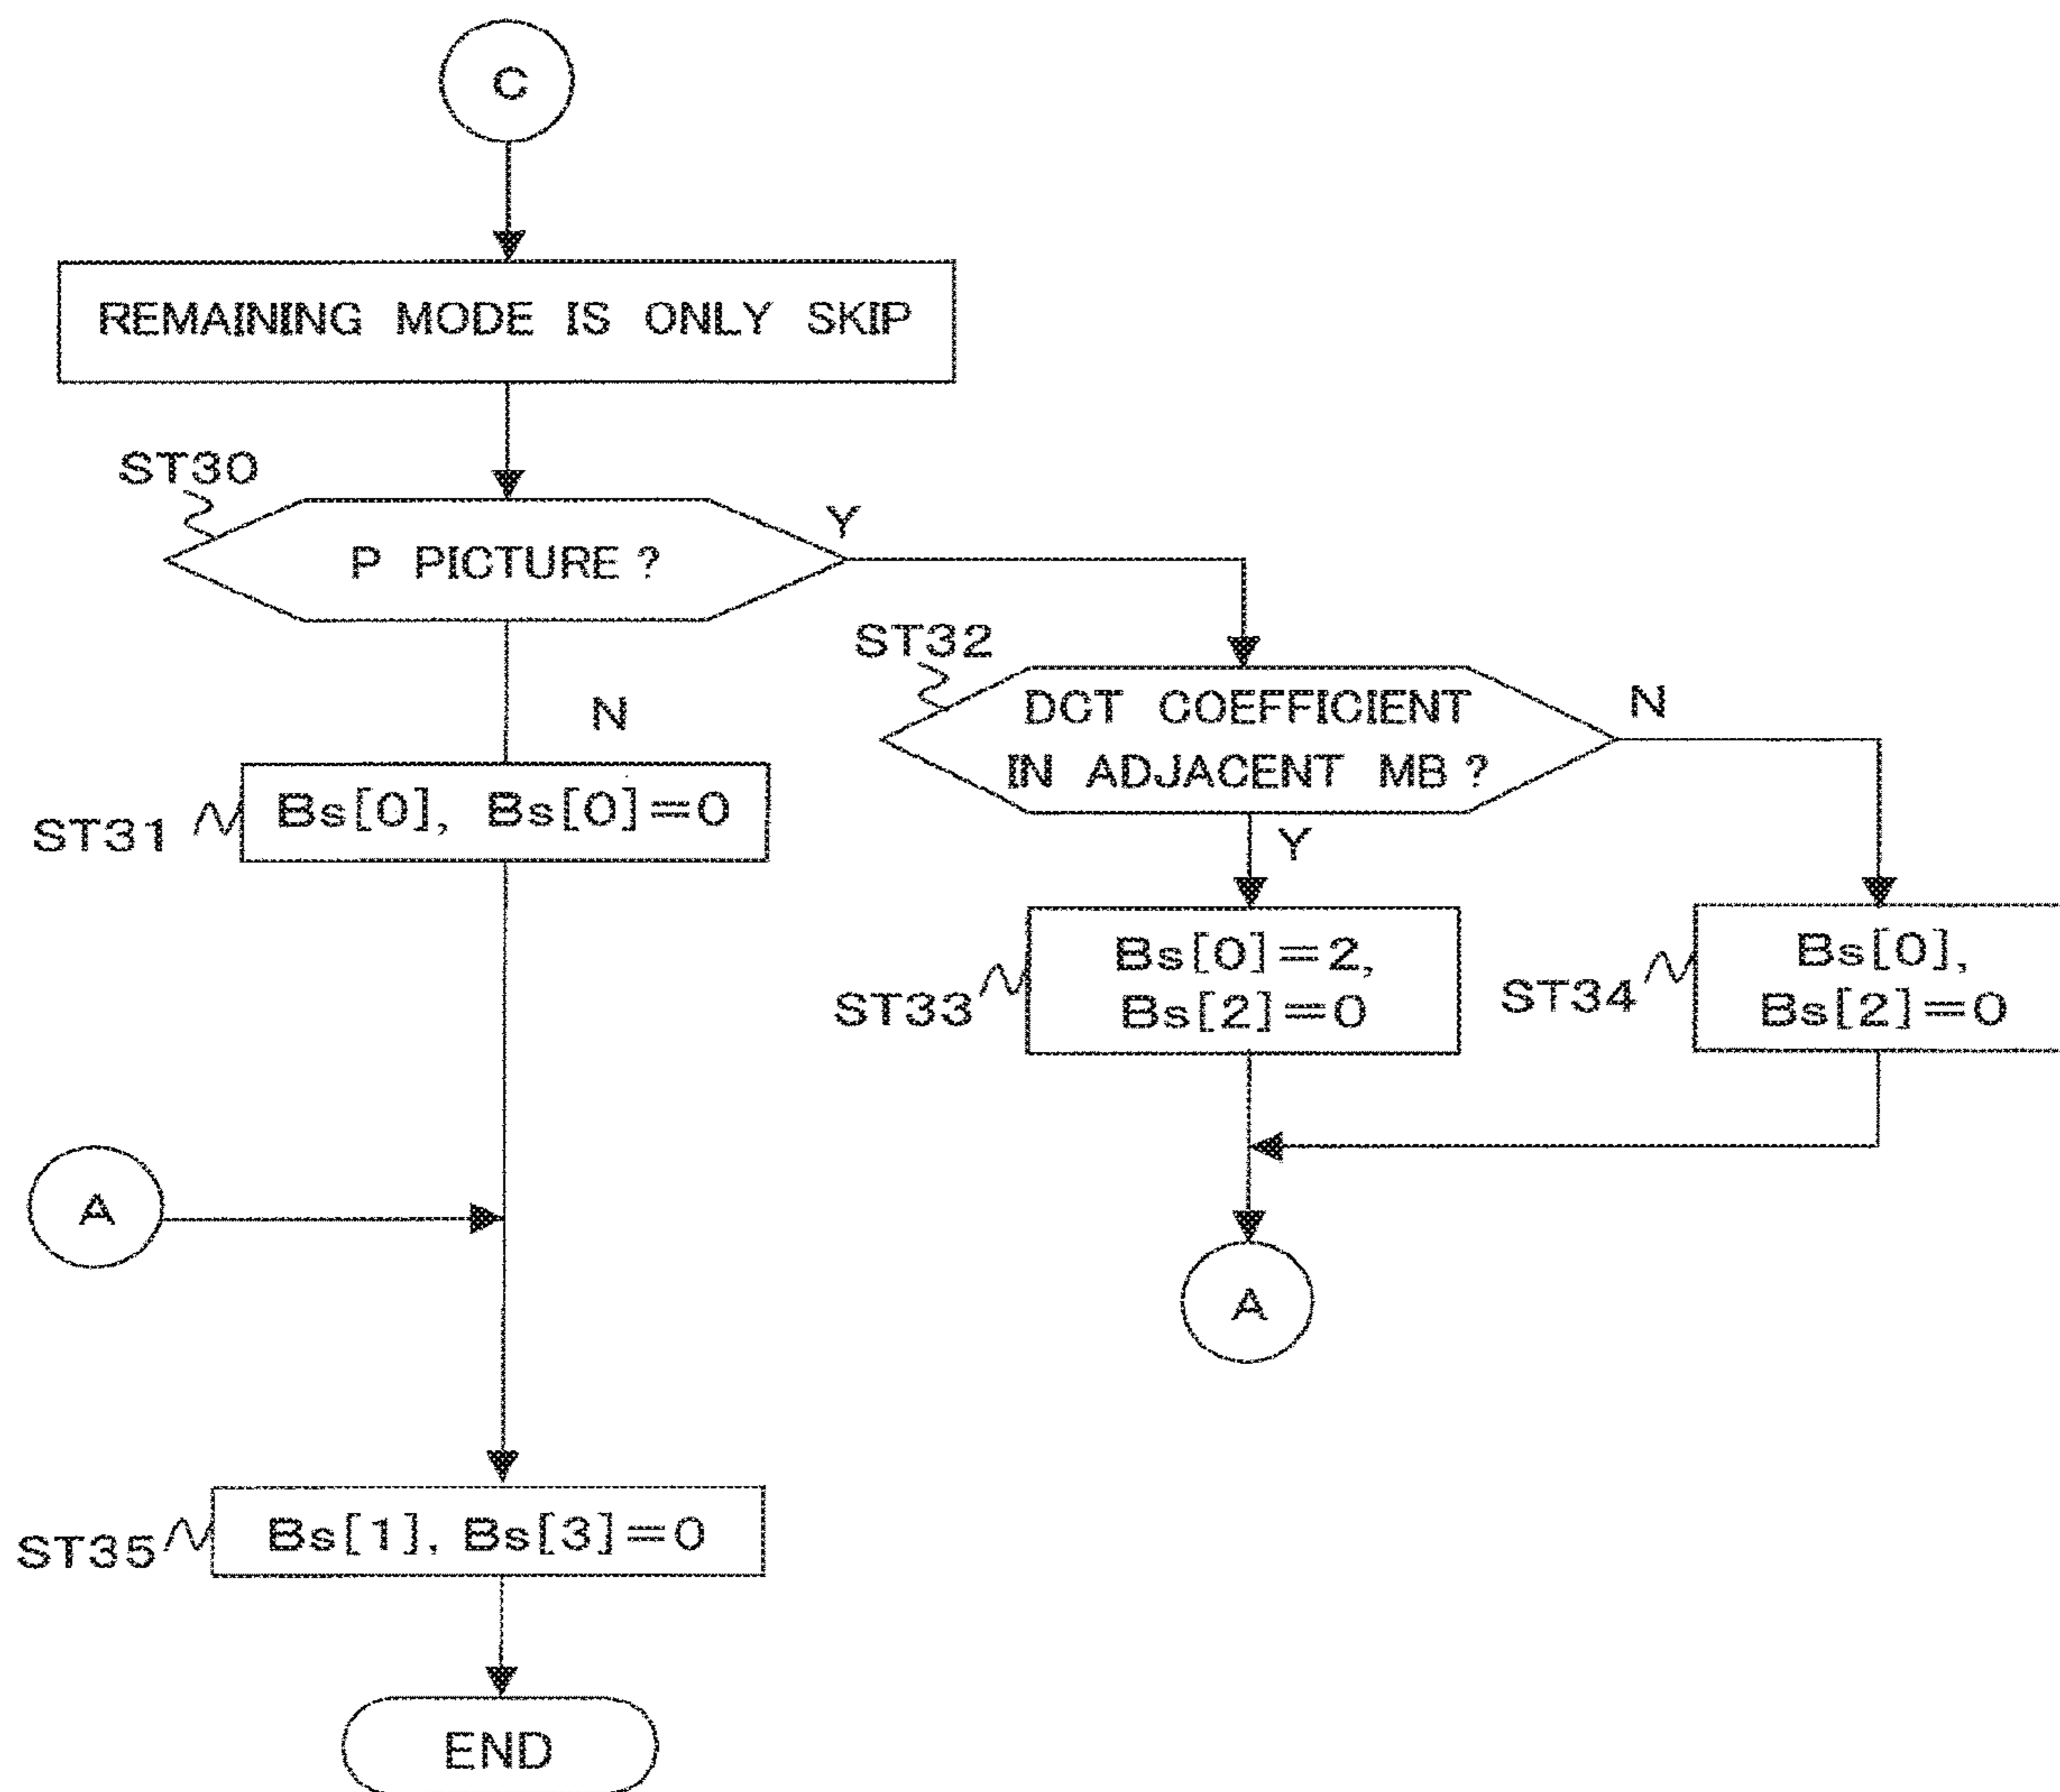 C
REMAINING MODE IS ONLY SKIP
ST30
P PICTURE ?
Y
N
ST31
Bs[0], Bs[0]=0
ST32
DCT COEFFICIENT
IN ADJACENT MB ?
N
Y
ST33
Bs[0]=2,
Bs[2]=0
ST34
Bs[0],
Bs[2]=0
A
A
ST35
Bs[1], Bs[3]=0
END